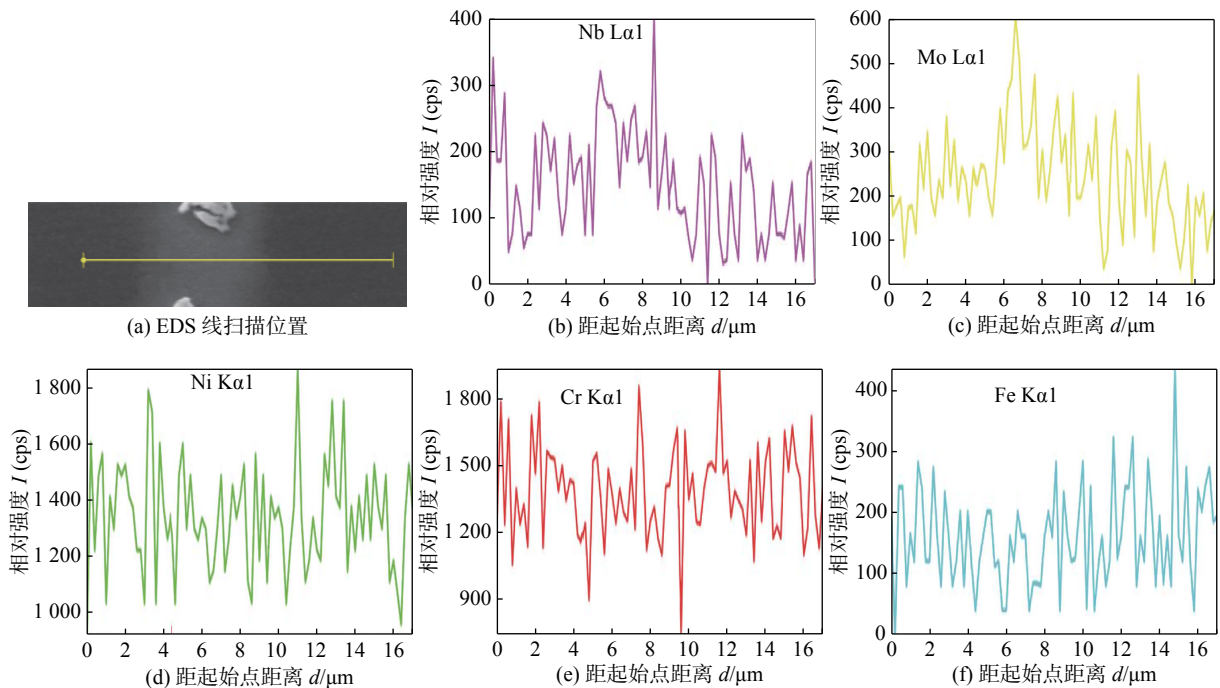 400
300
200
100
0
相对强度 I (cps)
Nb Lα1
0 2 4 6 8 10 12 14 16
(b) 距起始点距离 d/μm
600
500
400
300
200
100
0
相对强度 I (cps)
Mo Lα1
0 2 4 6 8 10 12 14 16
(c) 距起始点距离 d/μm
(a) EDS 线扫描位置
1 800
1 600
1 400
1 200
1 000
相对强度 I (cps)
Ni Kα1
0 2 4 6 8 10 12 14 16
(d) 距起始点距离 d/μm
1 800
1 500
1 200
900
相对强度 I (cps)
Cr Kα1
0 2 4 6 8 10 12 14 16
(e) 距起始点距离 d/μm
400
300
200
100
0
相对强度 I (cps)
Fe Kα1
0 2 4 6 8 10 12 14 16
(f) 距起始点距离 d/μm